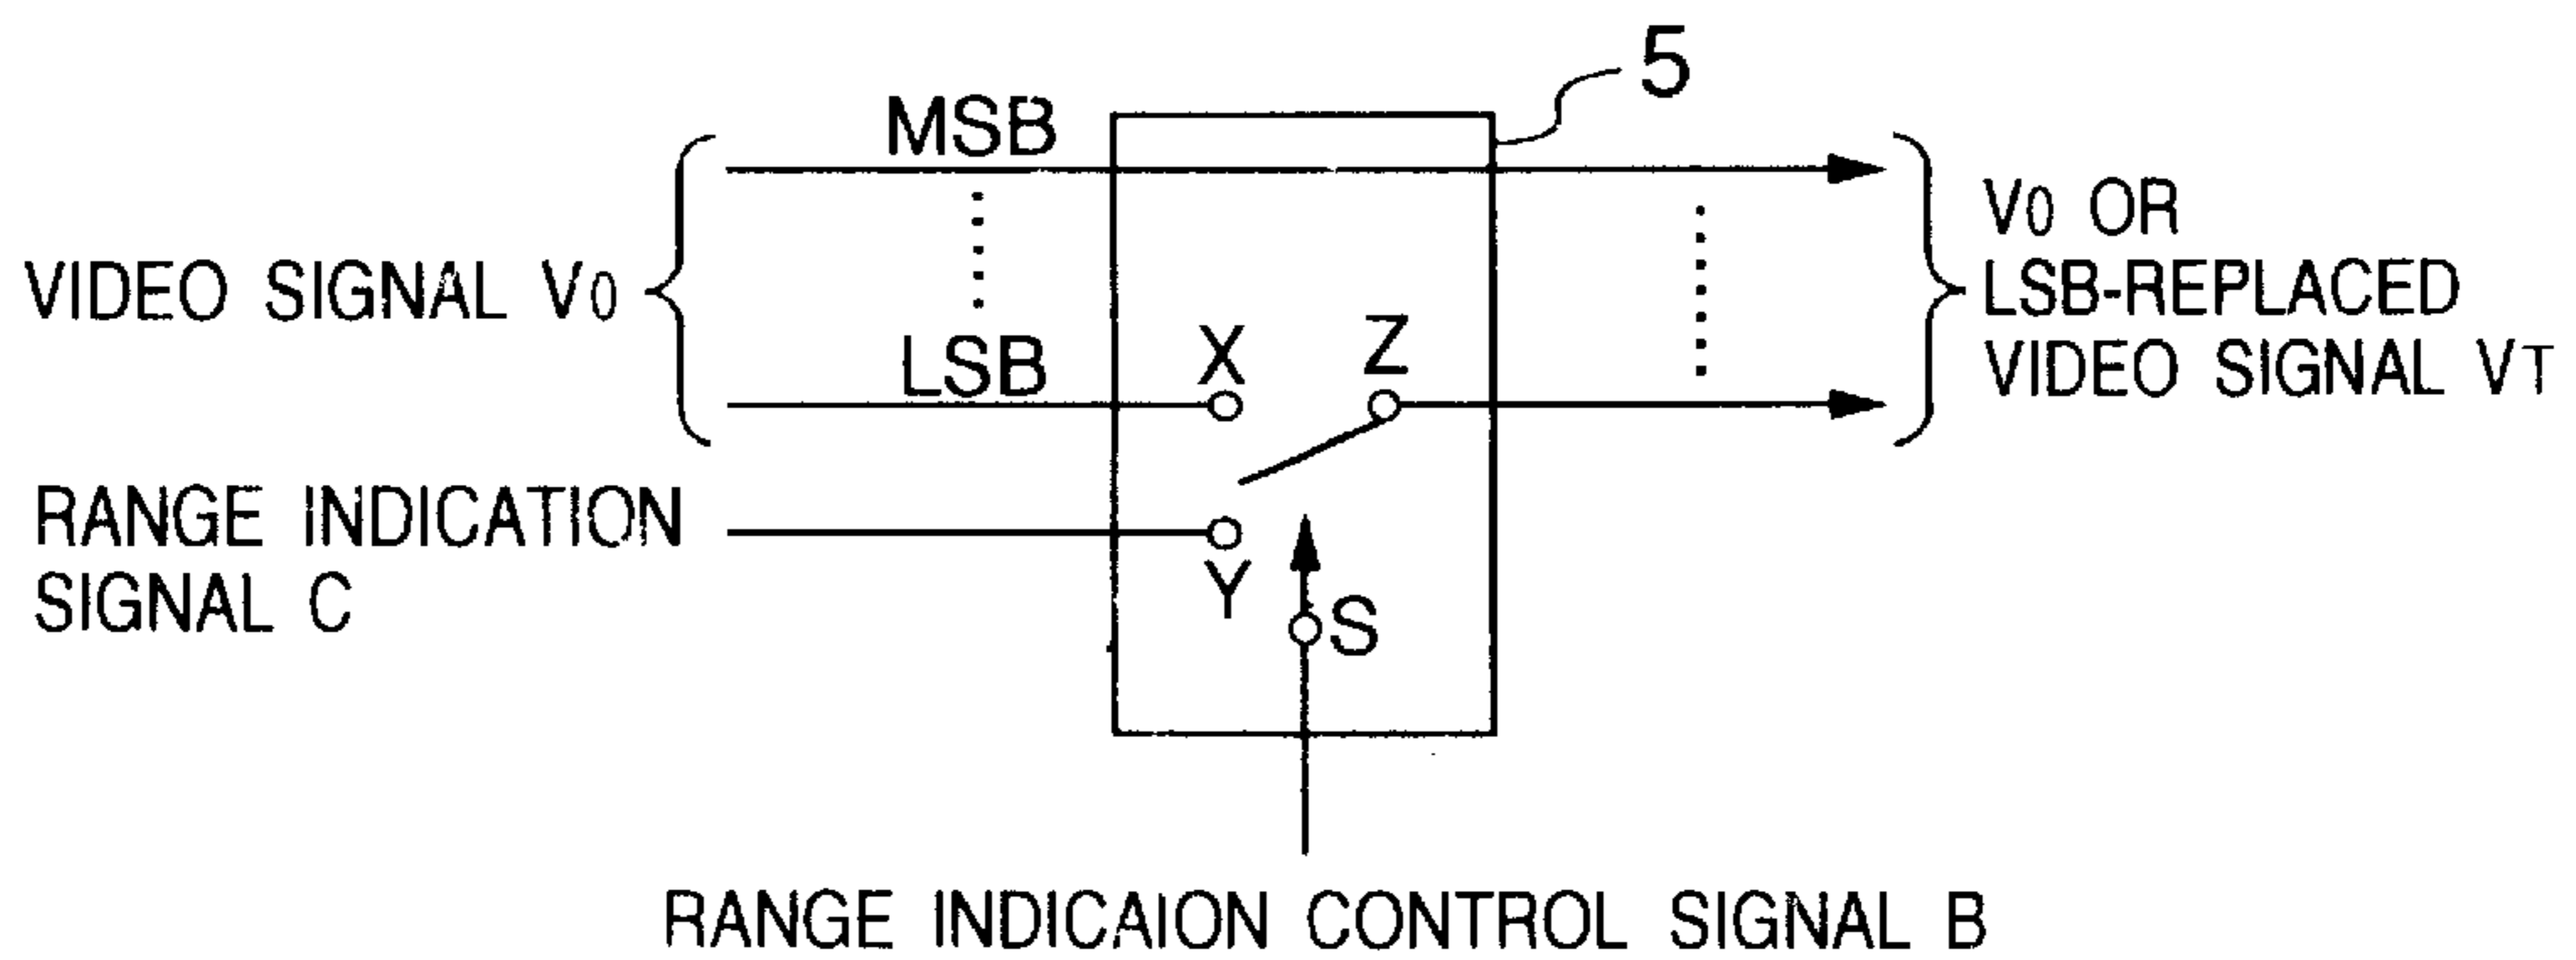 5
MSB
VIDEO SIGNAL V0
LSB
X
Z
V0 OR
LSB-REPLACED
VIDEO SIGNAL VT
RANGE INDICATION
SIGNAL C
Y
S
RANGE INDICAION CONTROL SIGNAL B